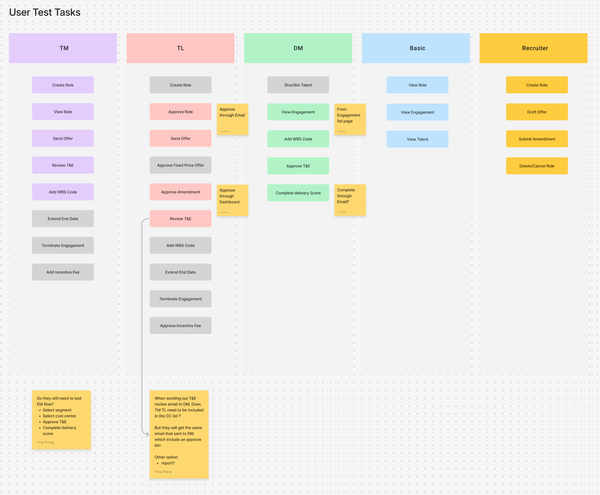 User Test Tasks
TM
TL
DM
Basic
Recruiter
Create Role
View Role
Send Offer
Review T&E
Add WBS Code
Extend End Date
Terminate Engagement
Add Incentive Fee
Create Role
Approve Role
Send Offer
Approve Fixed Price Offer
Approve Amendment
Review T&E
Add WBS Code
Extend End Date
Terminate Engagement
Approve Incentive Fee
Approve
through Email
Approve
through
Dashboard
Shortlist Talent
View Engagement
Add WBS Code
Approve T&E
Complete delivery Score
From
Engagement
list page
Complete
through
Email?
View Role
View Engagement
View Talent
Create Role
Draft Offer
Submit Amendment
Delete/Cancel Role
Do they still need to test
DM flow?
• Select segment
• Select cost center
• Approve T&E
• Complete delivery
score
When sending out T&E
review email to DM, Does
TM TL need to be included
in the CC list ?
But they will get the same
email that sent to DM,
which include an approve
btn
Other option:
• report?